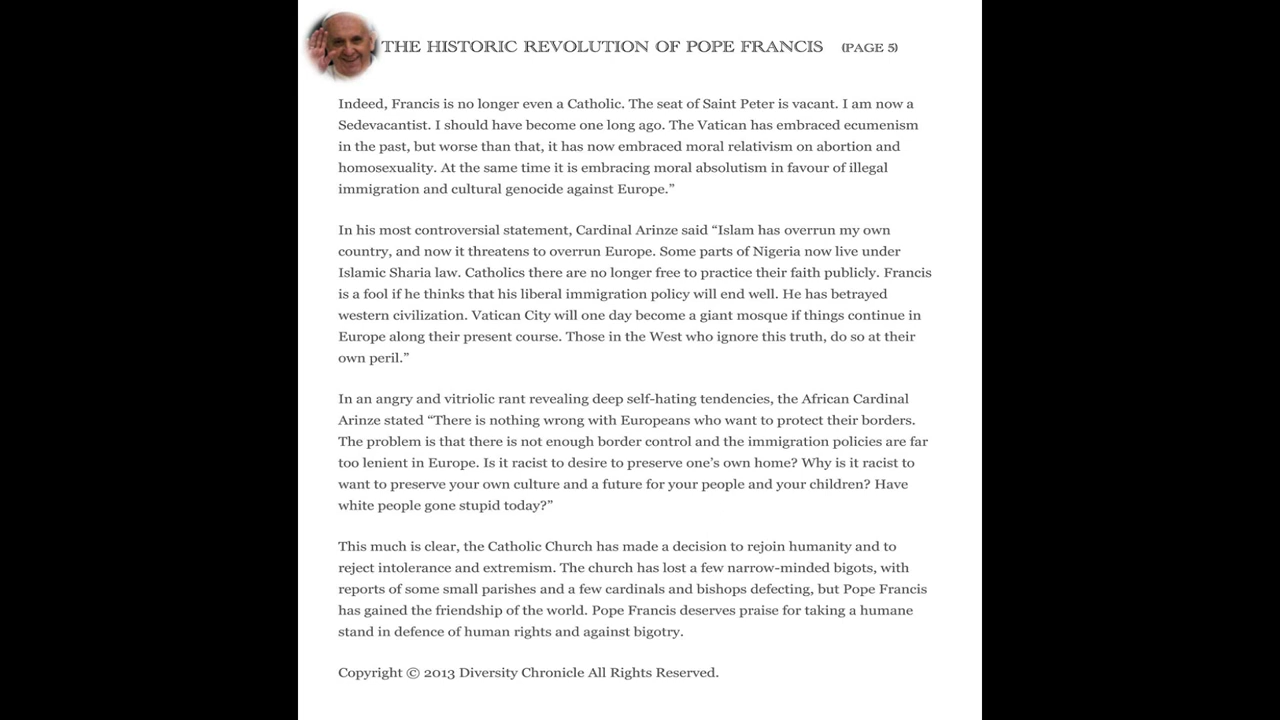 THE HISTORIC REVOLUTION OF POPE FRANCIS (PAGE 5)
Indeed, Francis is no longer even a Catholic. The seat of Saint Peter is vacant. I am now a
Sedevacantist. I should have become one long ago. The Vatican has embraced ecumenism
in the past, but worse than that, it has now embraced moral relativism on abortion and
homosexuality. At the same time it is embracing moral absolutism in favour of illegal
immigration and cultural genocide against Europe.”
In his most controversial statement, Cardinal Arinze said “Islam has overrun my own
country, and now it threatens to overrun Europe. Some parts of Nigeria now live under
Islamic Sharia law. Catholics there are no longer free to practice their faith publicly. Francis
is a fool if he thinks that his liberal immigration policy will end well. He has betrayed
western civilization. Vatican City will one day become a giant mosque if things continue in
Europe along their present course. Those in the West who ignore this truth, do so at their
own peril.”
In an angry and vitriolic rant revealing deep self-hating tendencies, the African Cardinal
Arinze stated “There is nothing wrong with Europeans who want to protect their borders.
The problem is that there is not enough border control and the immigration policies are far
too lenient in Europe. Is it racist to desire to preserve one’s own home? Why is it racist to
want to preserve your own culture and a future for your people and your children? Have
white people gone stupid today?”
This much is clear, the Catholic Church has made a decision to rejoin humanity and to
reject intolerance and extremism. The church has lost a few narrow-minded bigots, with
reports of some small parishes and a few cardinals and bishops defecting, but Pope Francis
has gained the friendship of the world. Pope Francis deserves praise for taking a humane
stand in defence of human rights and against bigotry.
Copyright © 2013 Diversity Chronicle All Rights Reserved.